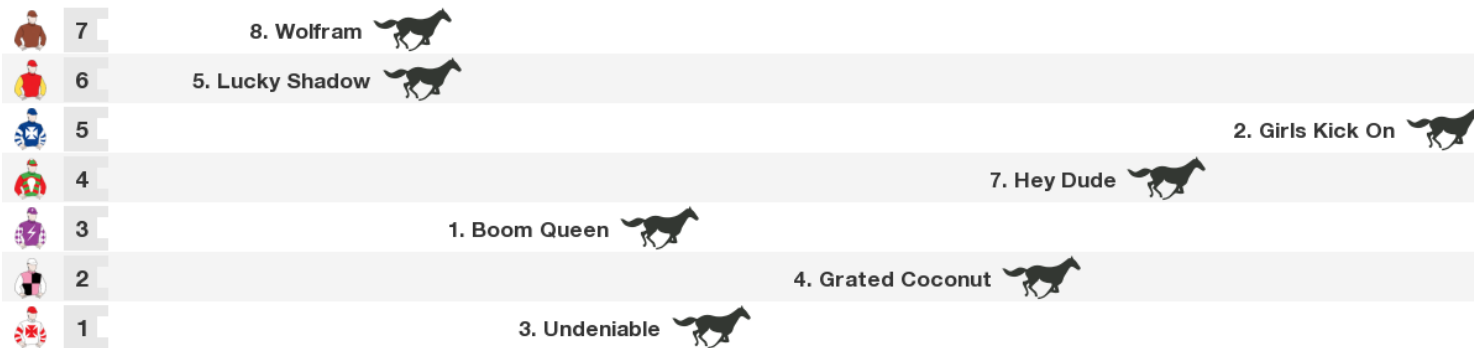 7 8. Wolfram
6 5. Lucky Shadow
5 2. Girls Kick On
4 7. Hey Dude
3 1. Boom Queen
2 4. Grated Coconut
1 3. Undeniable